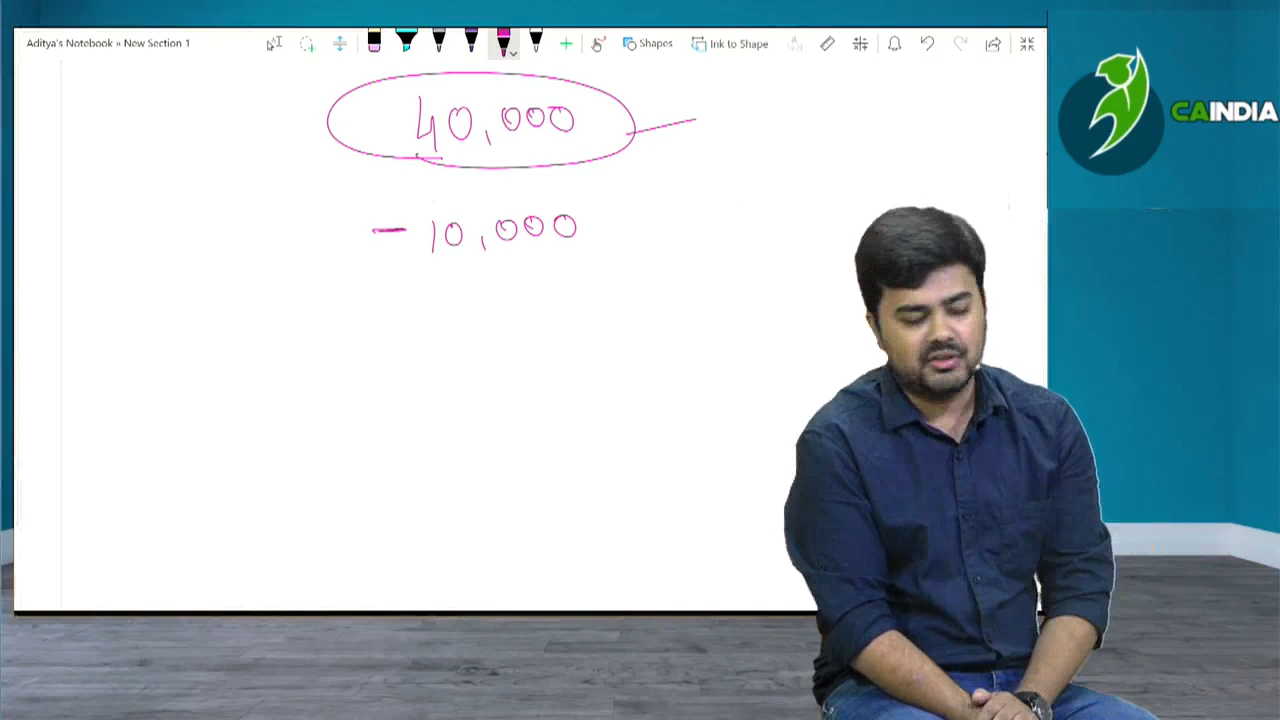 Aditya's Notebook » New Section 1
Shapes
Ink to Shape
CAINDIA
40,000
- 10,000